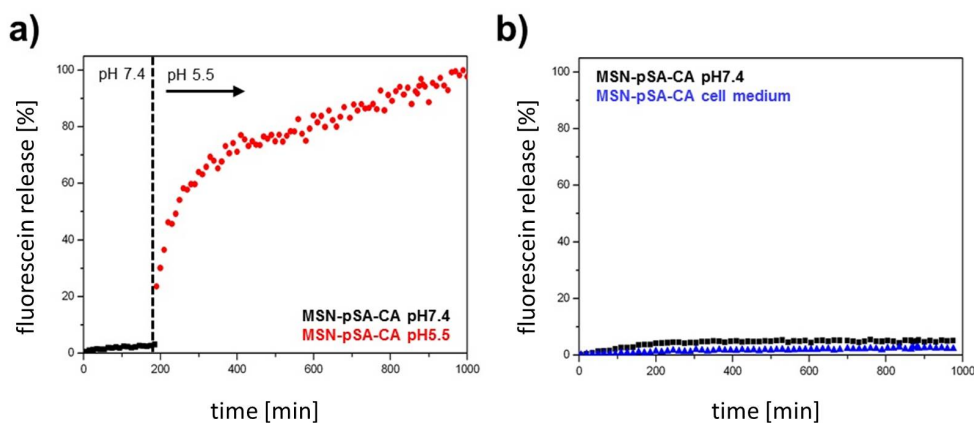 a)
pH 7.4
pH 5.5
fluorescein release [%]
100
80
60
40
20
0
MSN-pSA-CA pH7.4
MSN-pSA-CA pH5.5
0
200
400
600
800
1000
time [min]
b)
MSN-pSA-CA pH7.4
MSN-pSA-CA cell medium
fluorescein release [%]
100
80
60
40
20
0
0
200
400
600
800
1000
time [min]